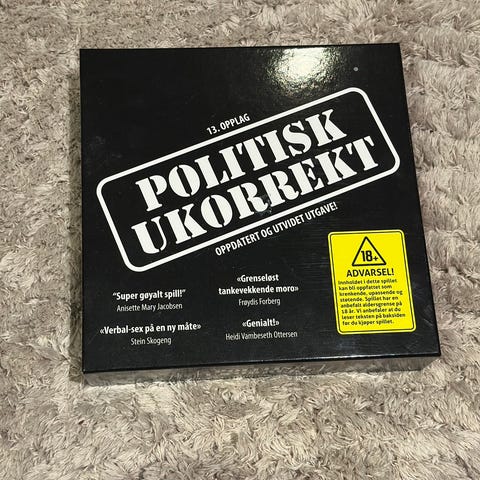 13. OPPLAG
POLITISK
UKORREKT
OPPDATERT OG UTVIDET UTGAVE!
"Super gøyalt spill!"
Anisette Mary Jacobsen
«Grenseløst
tankevekkende moro»
Frøydis Forberg
«Verbal-sex på en ny måte»
Stein Skogeng
«Genialt!»
Heidi Vambeseth Ottersen
18+
ADVARSEL!
Innholdet i dette spillet
kan bli oppfattet som
krenkende, upassende og
støtende. Spillet har en
anbefalt aldersgrense på
18 år. Vi anbefaler at du
leser teksten på baksiden
før du kjøper spillet.